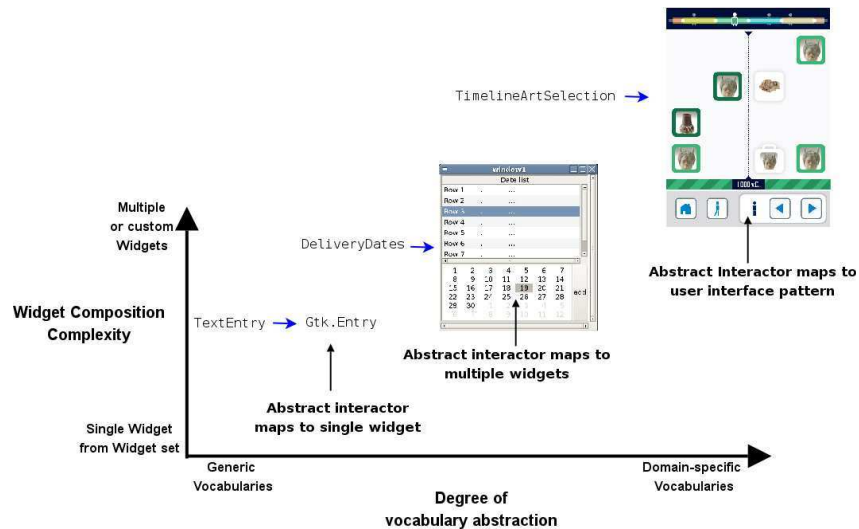 TimelineArtSelection
1000 v.C.
Abstract Interactor maps to
user interface pattern
window1
Date list
Row 1 . ...
Row 2 . ...
Row 3 . ...
Row 4 . ...
Row 5 . ...
Row 6 . ...
Row 7 . ...
1 2 3 4 5 6 7
8 9 10 11 12 13 14
15 16 17 18 19 20 21
22 23 24 25 26 27 28
29 30
add
DeliveryDates
Abstract interactor maps to
multiple widgets
TextEntry
Gtk.Entry
Abstract interactor
maps to single widget
Multiple
or custom
Widgets
Widget Composition
Complexity
Single Widget
from Widget set
Generic
Vocabularies
Domain-specific
Vocabularies
Degree of
vocabulary abstraction